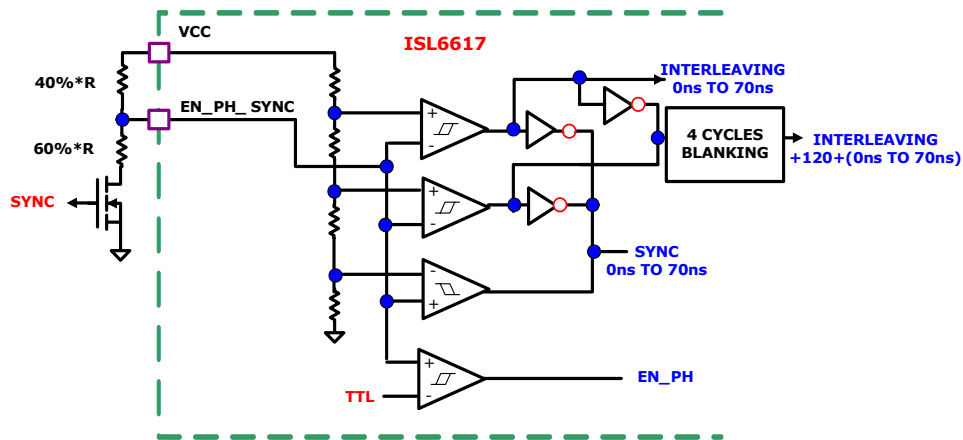 VCC
ISL6617
40%*R
EN_PH_ SYNC
60%*R
SYNC
INTERLEAVING
0ns TO 70ns
4 CYCLES
BLANKING
INTERLEAVING
+120+(0ns TO 70ns)
+
-
+
-
SYNC
0ns TO 70ns
-
+
+
-
TTL
EN_PH